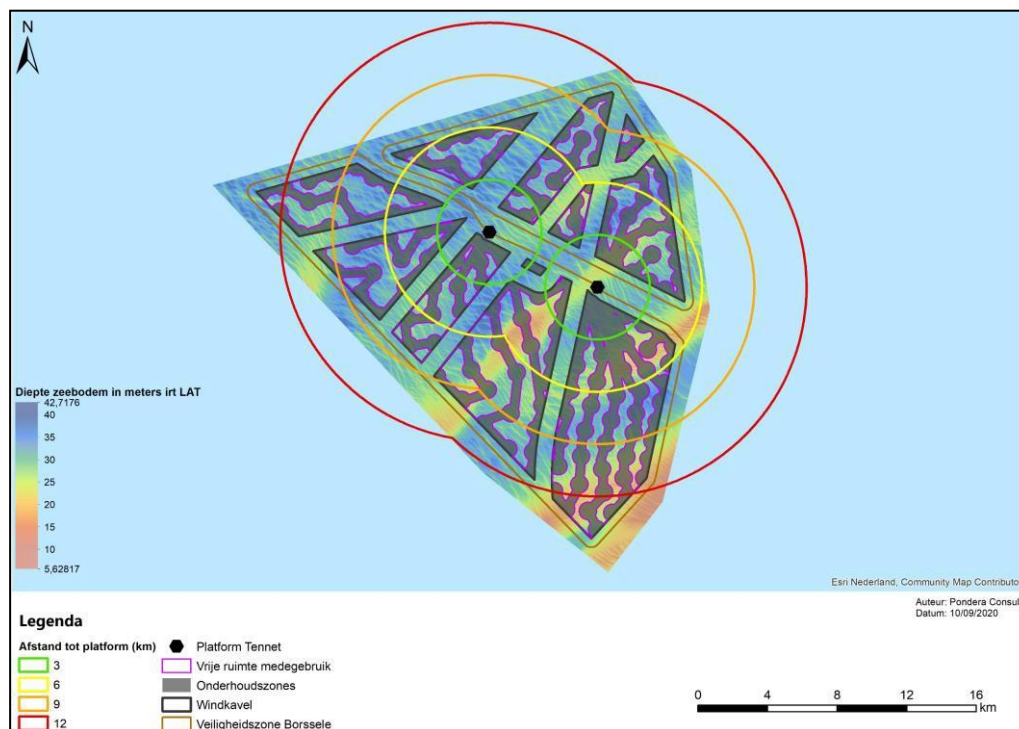 N
Diepte zeebodem in meters irt LAT
42,7176
40
35
30
25
20
15
10
5,62817
Esri Nederland, Community Map Contributo
Auteur: Pondera Consul
Datum: 10/09/2020
Legenda
Afstand tot platform (km)
3
6
9
12
Platform Tennet
Vrije ruimte medegebruik
Onderhoudszones
Windkavel
Veiligheidszone Borssele
0 4 8 12 16
km